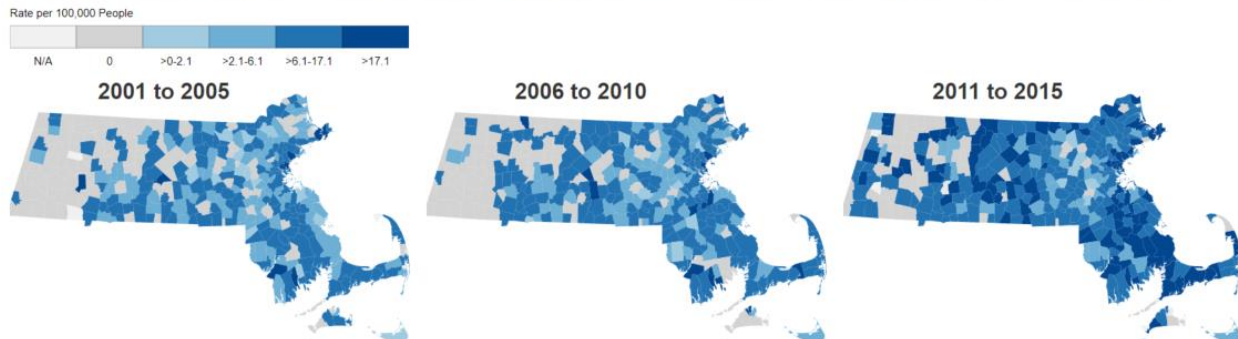 Rate per 100,000 People
N/A 0 >0-2.1 >2.1-6.1 >6.1-17.1 >17.1
2001 to 2005 2006 to 2010 2011 to 2015